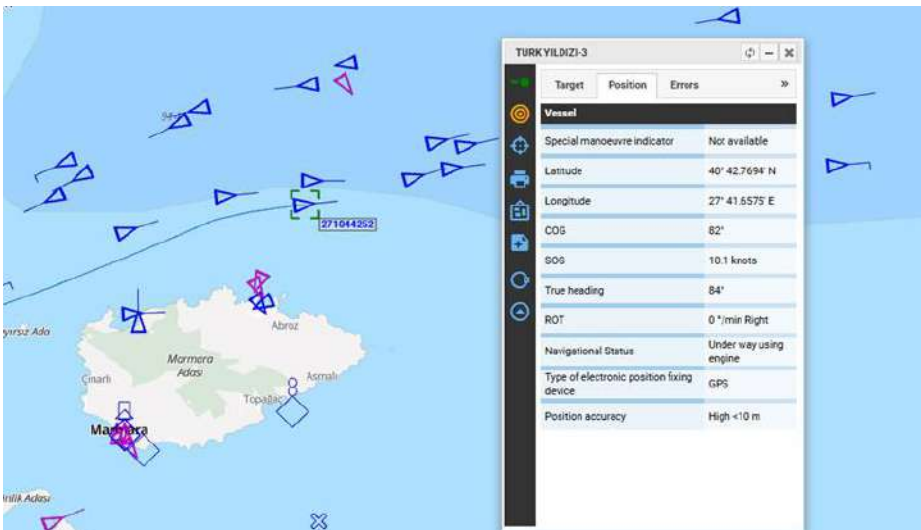 TURK YILDIZI-3
Target Position Errors »
Vessel
Special manoeuvre indicator Not available
Latitude 40° 42.7694' N
Longitude 27° 41.5575' E
COG 82°
SOG 10.1 knots
True heading 84°
ROT 0 °/min Right
Navigational Status Under way using engine
Type of electronic position fixing device GPS
Position accuracy High <10 m
271044252
Abroz
Marmara
Adası
Çınarlı
Asmalı
Topağaç
Marmara